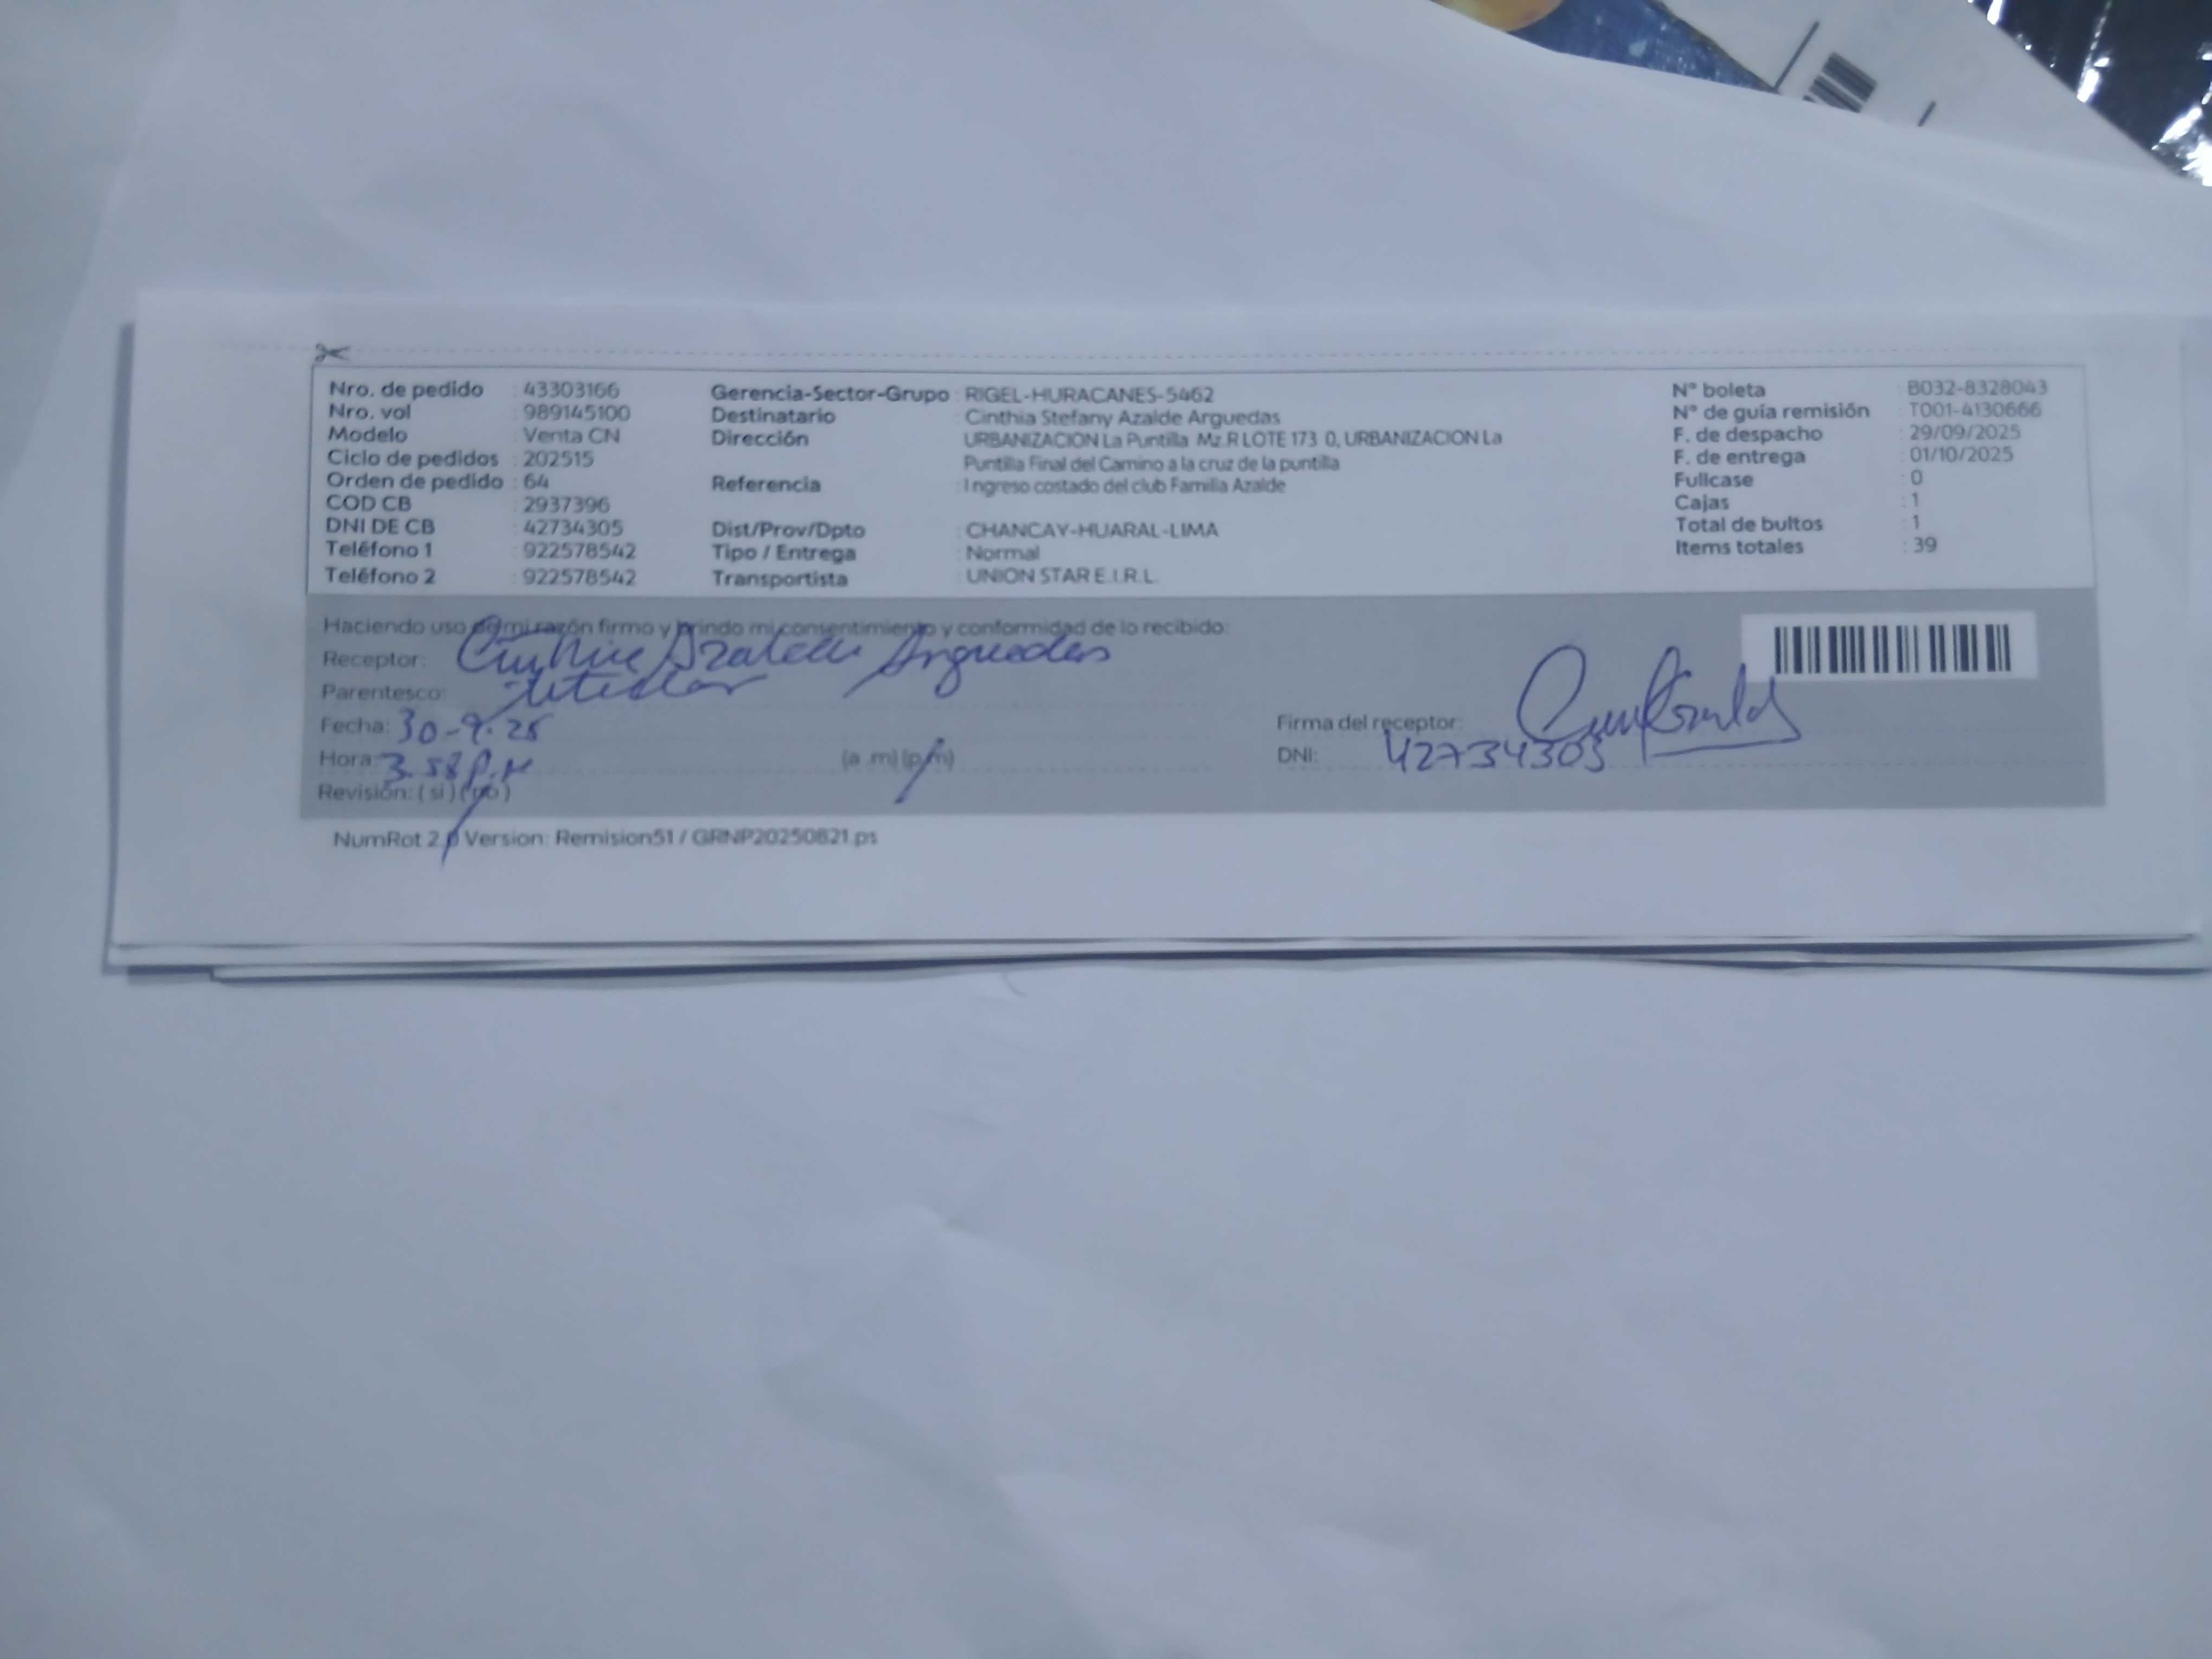 Nro. de pedido : 43303166
Nro. vol : 989145100
Modelo : Venta CN
Ciclo de pedidos : 202515
Orden de pedido : 64
COD CB : 2937396
DNI DE CB : 42734305
Teléfono 1 : 922578542
Teléfono 2 : 922578542
Gerencia-Sector-Grupo : RIGEL-HURACANES-5462
Destinatario : Cinthia Stefany Azalde Arguedas
Dirección : URBANIZACION La Puntilla Mz.R LOTE 173 0, URBANIZACION La
Puntilla Final del Camino a la cruz de la puntilla
Referencia : Ingreso costado del club Familia Azalde
Dist/Prov/Dpto : CHANCAY-HUARAL-LIMA
Tipo / Entrega : Normal
Transportista : UNION STAR E.I.R.L.
N° boleta : B032-8328043
N° de guía remisión : T001-4130666
F. de despacho : 29/09/2025
F. de entrega : 01/10/2025
Fullcase : 0
Cajas : 1
Total de bultos : 1
Items totales : 39
Haciendo uso de mi razón firmo y brindo mi consentimiento y conformidad de lo recibido:
Receptor: Cinthia Azalde Arguedas
Parentesco: titular
Fecha: 30-9-25
Hora: 3.58 P.M (a.m) (p.m)
Revisión: ( si ) ( no )
Firma del receptor:
DNI: 42734305
NumRot 2.0 Version: Remision51 / GRNP20250821.ps